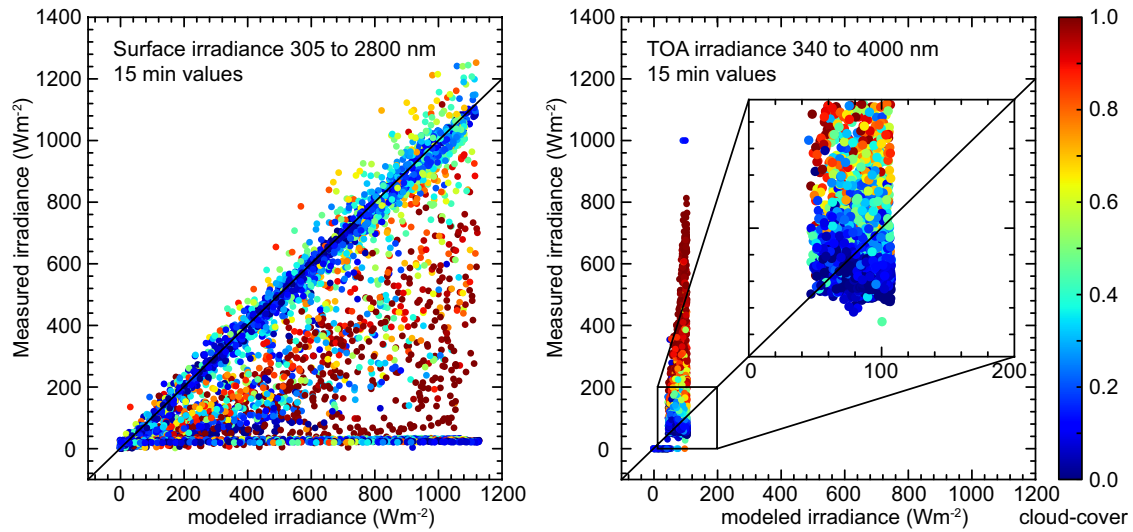 Surface irradiance 305 to 2800 nm
15 min values
1400
1200
1000
800
600
400
200
0
Measured irradiance (Wm-2)
0 200 400 600 800 1000
modeled irradiance (Wm-2)
TOA irradiance 340 to 4000 nm
15 min values
1400
1200
1000
800
600
400
200
0
Measured irradiance (Wm-2)
0 100 200
0 200 400 600 800 1000 1200
modeled irradiance (Wm-2)
1.0
0.8
0.6
0.4
0.2
0.0
cloud-cover
1200